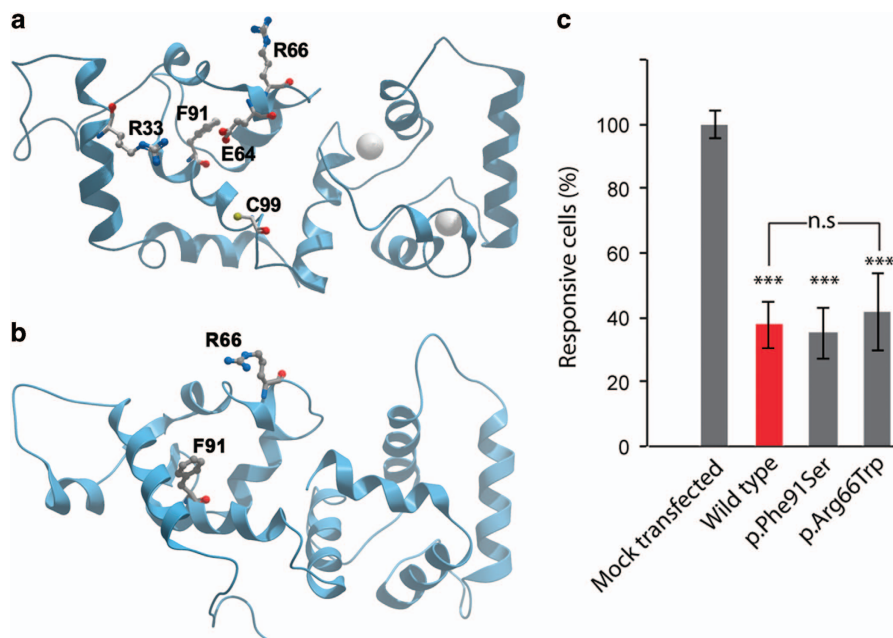 a
R66
F91
R33
E64
C99
b
R66
F91
c
Responsive cells (%)
100
80
60
40
20
0
n.s
*** *** ***
Mock transfected
Wild type
p.Phe91Ser
p.Arg66Trp